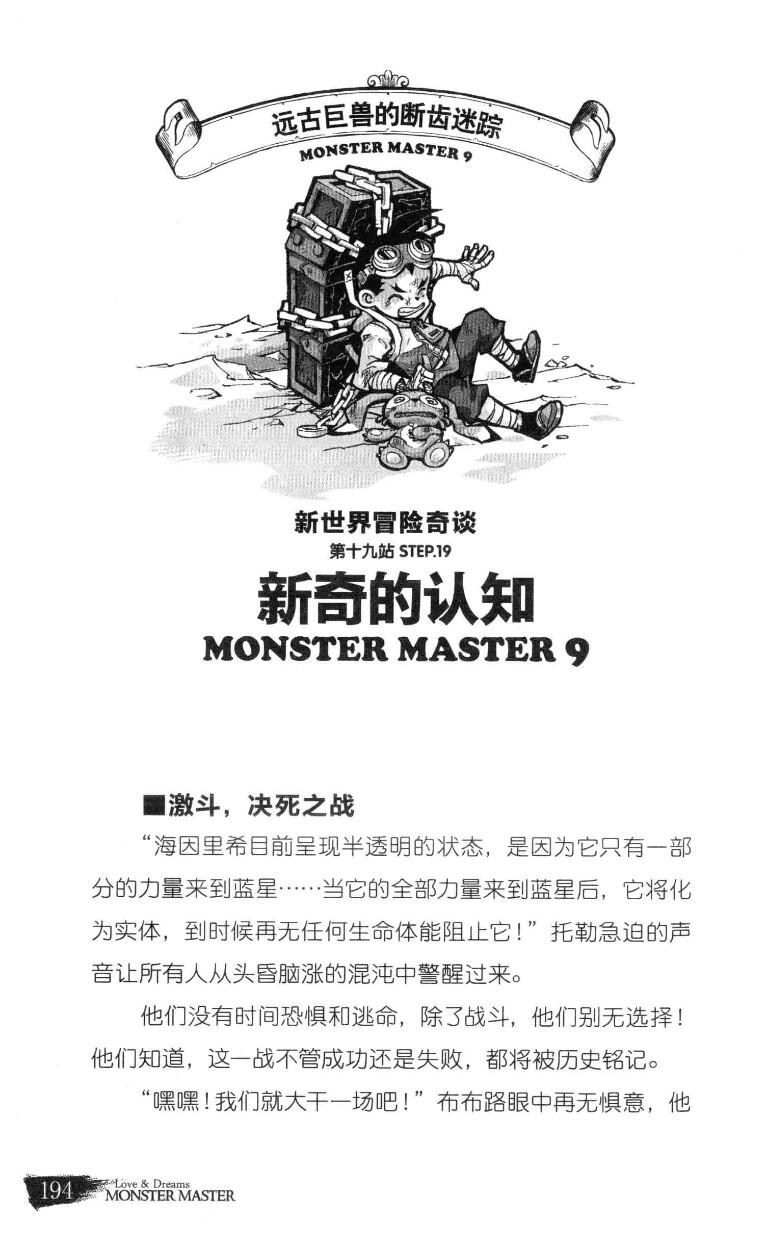 远古巨兽的断齿迷踪
MONSTER MASTER 9
新世界冒险奇谈
第十九站 STEP.19
新奇的认知
MONSTER MASTER 9
■激斗，决死之战
“海因里希目前呈现半透明的状态，是因为它只有一部
分的力量来到蓝星……当它的全部力量来到蓝星后，它将化
为实体，到时候再无任何生命体能阻止它！”托勒急迫的声
音让所有人从头昏脑涨的混沌中警醒过来。
他们没有时间恐惧和逃命，除了战斗，他们别无选择！
他们知道，这一战不管成功还是失败，都将被历史铭记。
“嘿嘿！我们就大干一场吧！”布布路眼中再无惧意，他
194
Love & Dreams
MONSTER MASTER